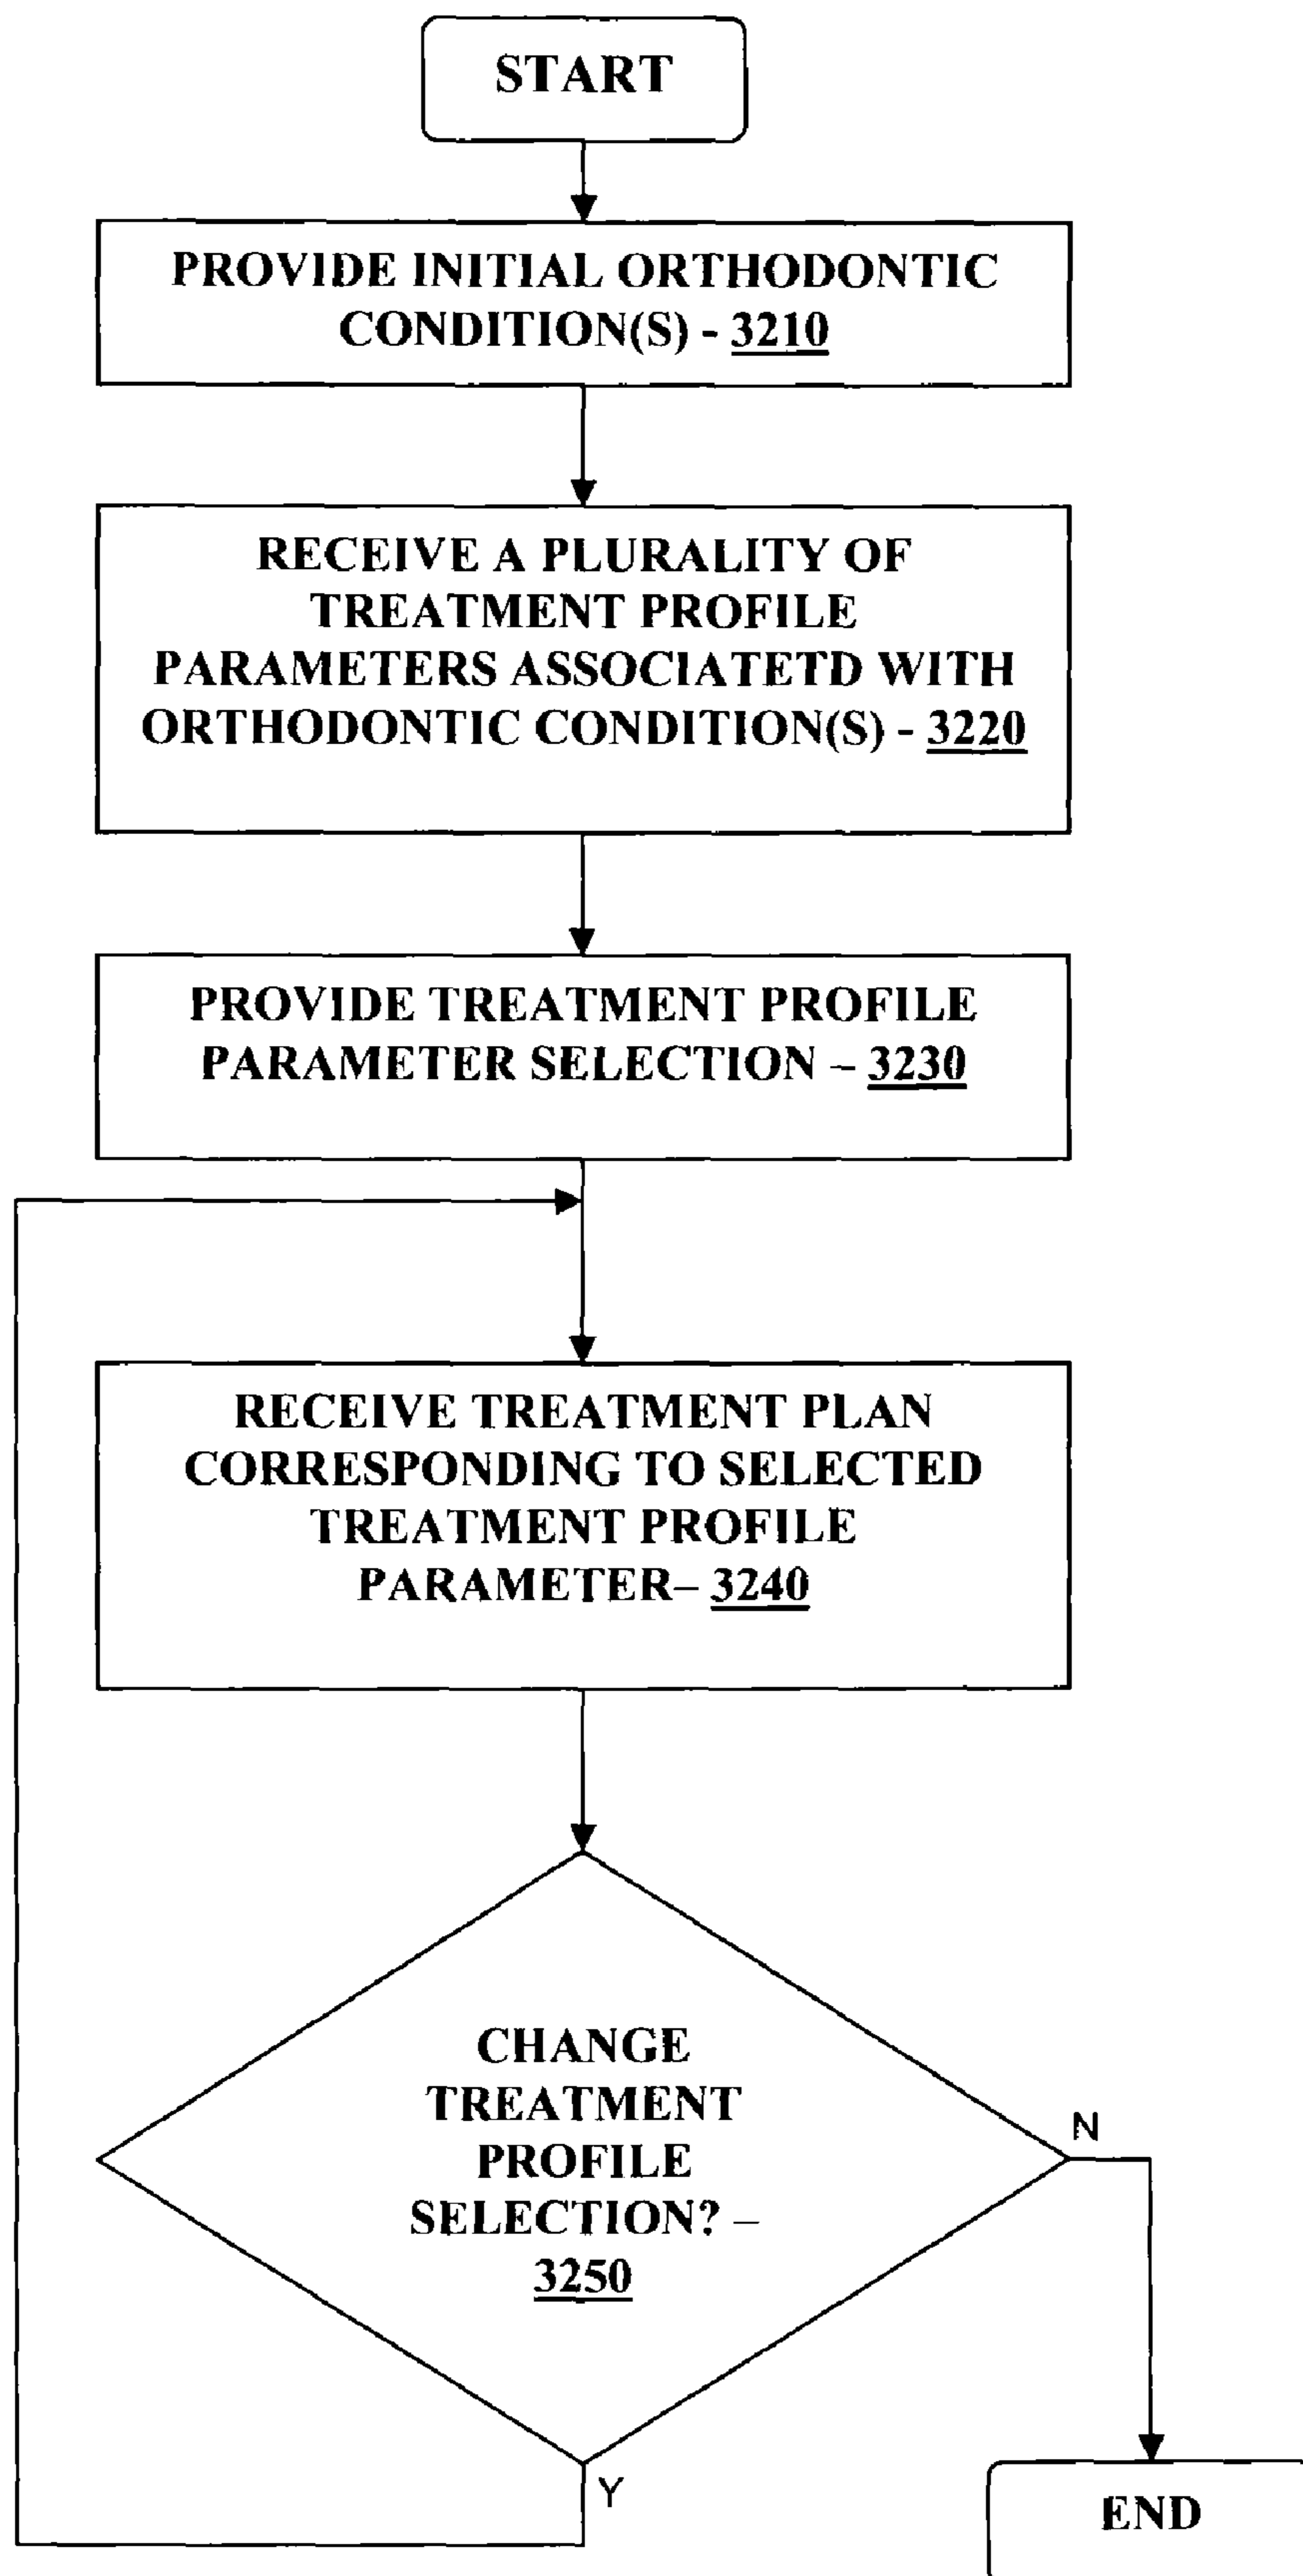 START
PROVIDE INITIAL ORTHODONTIC
CONDITION(S) - 3210
RECEIVE A PLURALITY OF
TREATMENT PROFILE
PARAMETERS ASSOCIATETD WITH
ORTHODONTIC CONDITION(S) - 3220
PROVIDE TREATMENT PROFILE
PARAMETER SELECTION – 3230
RECEIVE TREATMENT PLAN
CORRESPONDING TO SELECTED
TREATMENT PROFILE
PARAMETER– 3240
CHANGE
TREATMENT
PROFILE
SELECTION? –
3250
N
Y
END